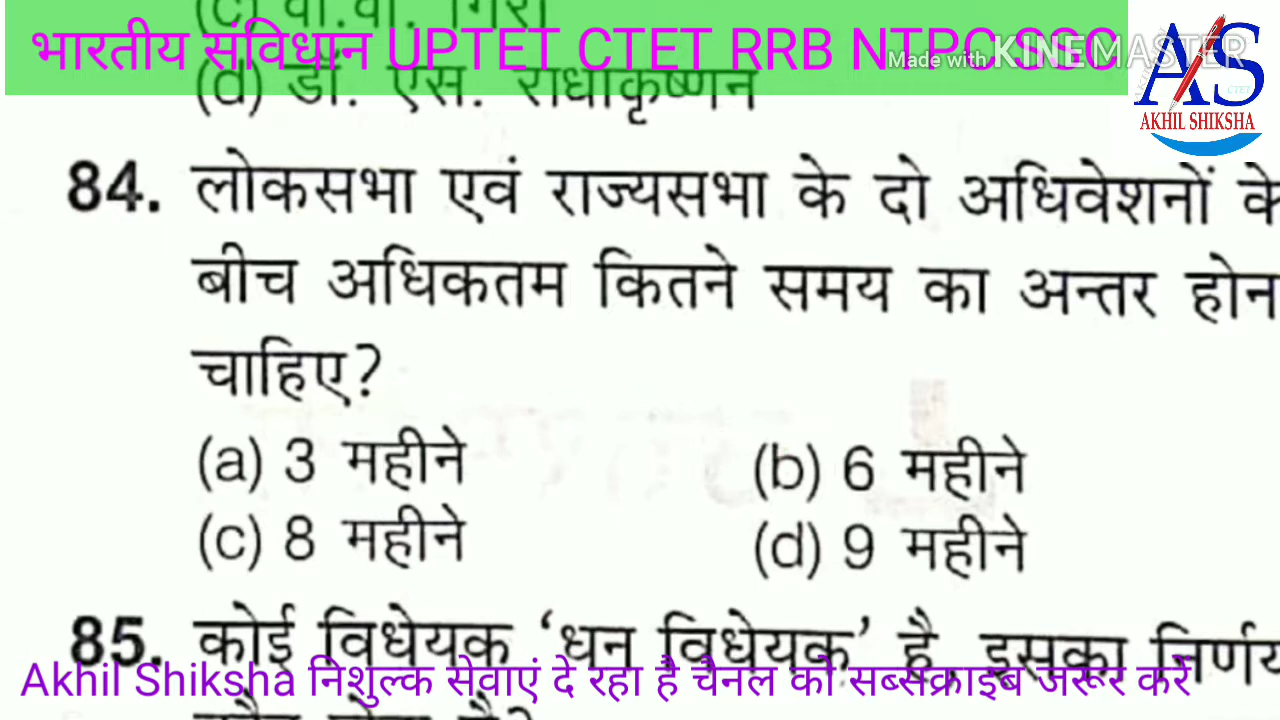 (c) वी.वी. गिरी
भारतीय संविधान UPTET CTET RRB NTPC SSC
Made with KINEMASTER
AS
CTET
AKHIL SHIKSHA
(d) डॉ. एस. राधाकृष्णन
84. लोकसभा एवं राज्यसभा के दो अधिवेशनों के
बीच अधिकतम कितने समय का अन्तर होन
चाहिए?
(a) 3 महीने (b) 6 महीने
(c) 8 महीने (d) 9 महीने
85. कोई विधेयक ‘धन विधेयक’ है, इसका निर्णय
Akhil Shiksha निशुल्क सेवाएं दे रहा है चैनल को सब्सक्राइब जरूर करें